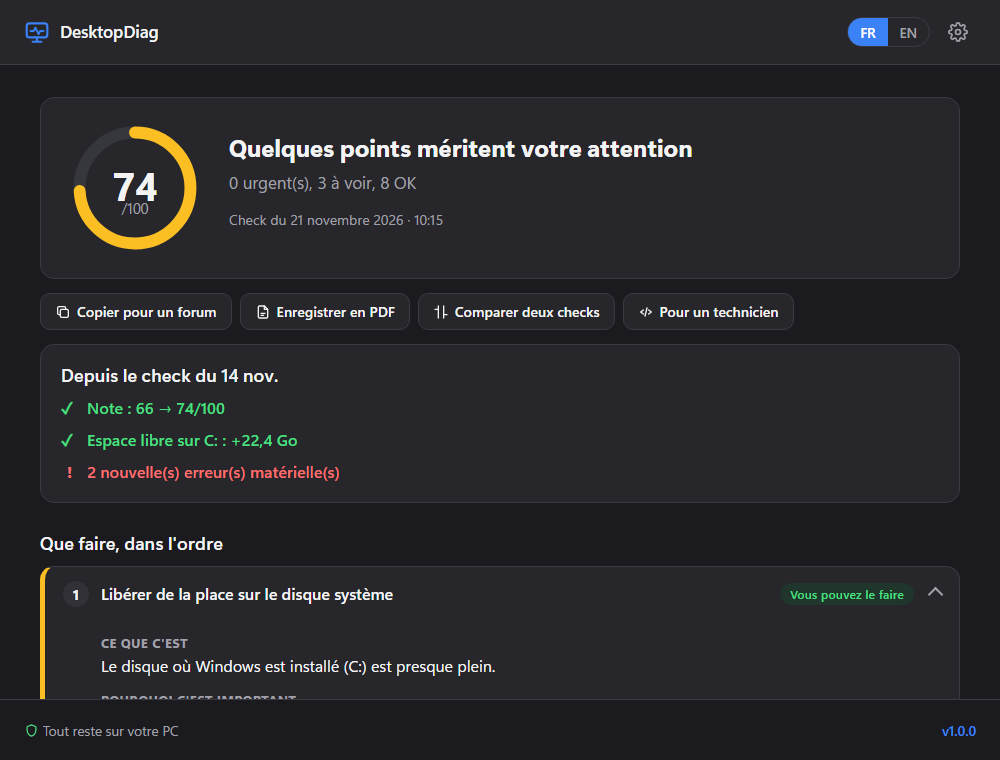 DesktopDiag
FR EN
74
/100
Quelques points méritent votre attention
0 urgent(s), 3 à voir, 8 OK
Check du 21 novembre 2026 · 10:15
Copier pour un forum
Enregistrer en PDF
Comparer deux checks
Pour un technicien
Depuis le check du 14 nov.
Note : 66 → 74/100
Espace libre sur C: : +22,4 Go
! 2 nouvelle(s) erreur(s) matérielle(s)
Que faire, dans l'ordre
1 Libérer de la place sur le disque système
Vous pouvez le faire
CE QUE C'EST
Le disque où Windows est installé (C:) est presque plein.
POURQUOI C'EST IMPORTANT
Tout reste sur votre PC
v1.0.0